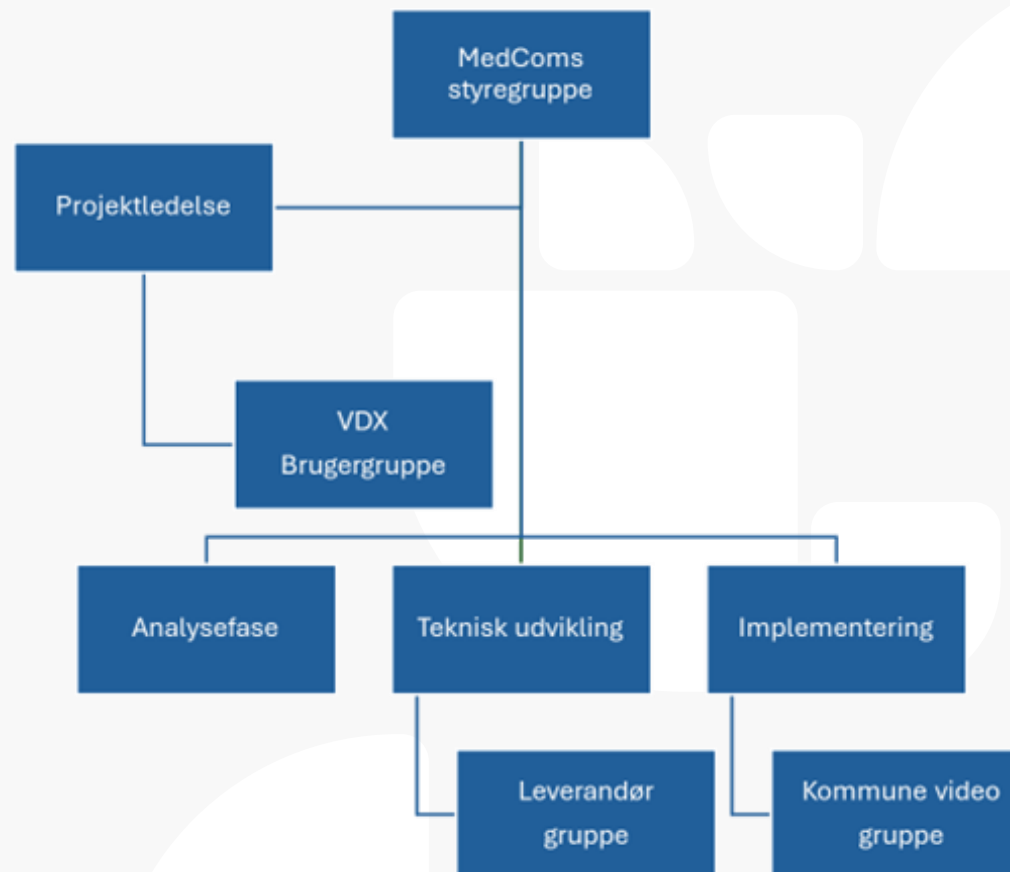 MedComs
styregruppe
Projektledelse
VDX
Brugergruppe
Analysefase
Teknisk udvikling
Implementering
Leverandør
gruppe
Kommune video
gruppe